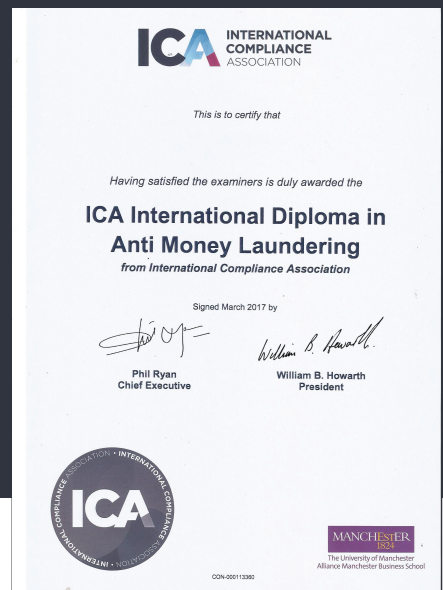 ICA INTERNATIONAL
COMPLIANCE
ASSOCIATION
This is to certify that
Having satisfied the examiners is duly awarded the
ICA International Diploma in
Anti Money Laundering
from International Compliance Association
Signed March 2017 by
William B. Howarth.
Phil Ryan
Chief Executive
William B. Howarth
President
INTERNATIONAL COMPLIANCE ASSOCIATION • INTERNATIONAL COMPLIANCE ASSOCIATION •
ICA
MANCHESTER
1824
The University of Manchester
Alliance Manchester Business School
CON-000113360